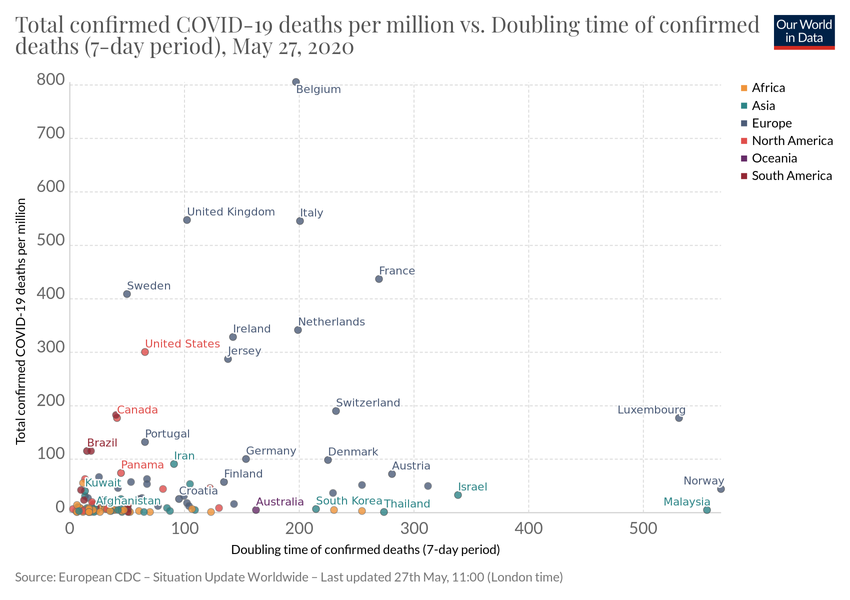 Total confirmed COVID-19 deaths per million vs. Doubling time of confirmed
deaths (7-day period), May 27, 2020
Our World
in Data
Africa
Asia
Europe
North America
Oceania
South America
Total confirmed COVID-19 deaths per million
800
700
600
500
400
300
200
100
0
Belgium
United Kingdom
Italy
France
Sweden
Netherlands
Ireland
United States
Jersey
Canada
Switzerland
Luxembourg
Portugal
Brazil
Iran
Germany
Denmark
Panama
Austria
Finland
Kuwait
Norway
Croatia
Israel
Afghanistan
Australia
South Korea
Thailand
Malaysia
0
100
200
300
400
500
Doubling time of confirmed deaths (7-day period)
Source: European CDC – Situation Update Worldwide – Last updated 27th May, 11:00 (London time)